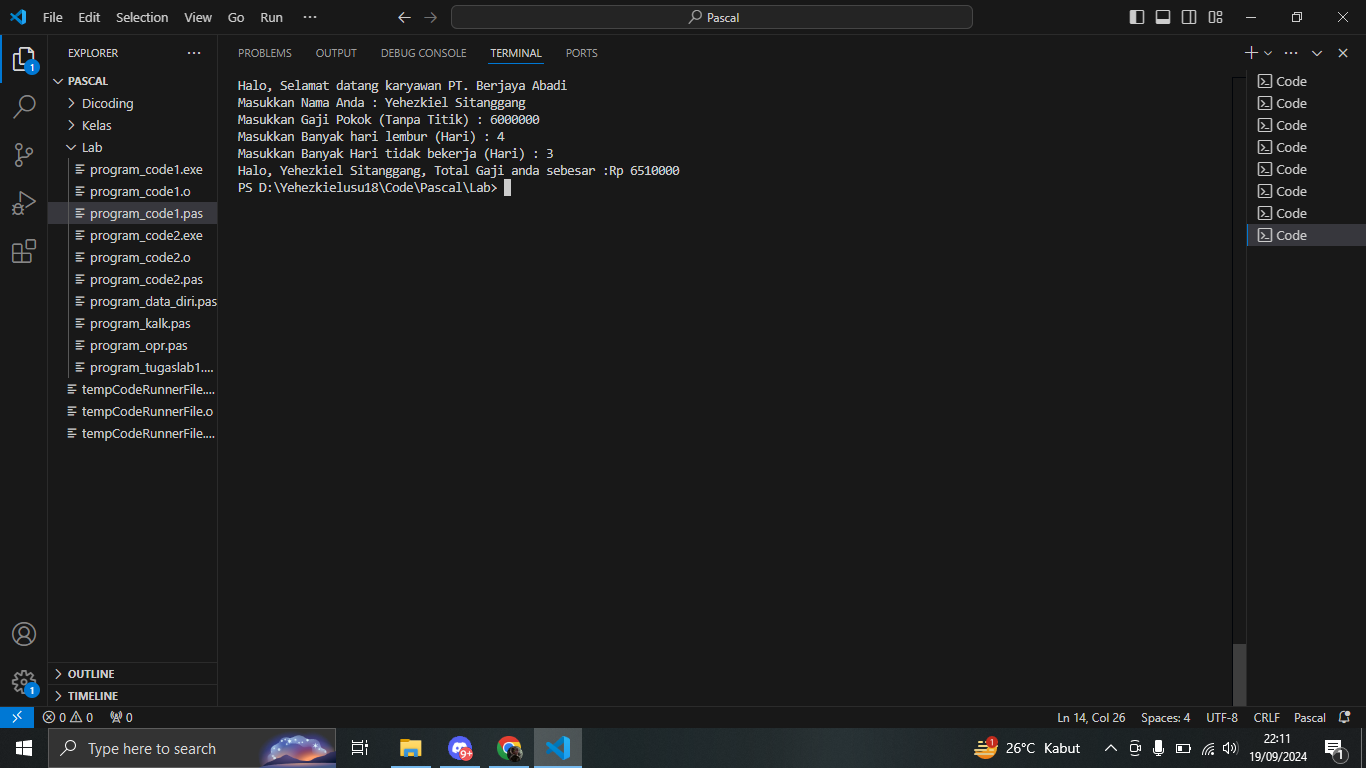 File Edit Selection View Go Run ··· Pascal
EXPLORER ···
PROBLEMS OUTPUT DEBUG CONSOLE TERMINAL PORTS
PASCAL
Dicoding
Kelas
Lab
program_code1.exe
program_code1.o
program_code1.pas
program_code2.exe
program_code2.o
program_code2.pas
program_data_diri.pas
program_kalk.pas
program_opr.pas
program_tugaslab1....
tempCodeRunnerFile....
tempCodeRunnerFile.o
tempCodeRunnerFile....
OUTLINE
TIMELINE
Halo, Selamat datang karyawan PT. Berjaya Abadi
Masukkan Nama Anda : Yehezkiel Sitanggang
Masukkan Gaji Pokok (Tanpa Titik) : 6000000
Masukkan Banyak hari lembur (Hari) : 4
Masukkan Banyak Hari tidak bekerja (Hari) : 3
Halo, Yehezkiel Sitanggang, Total Gaji anda sebesar :Rp 6510000
PS D:\Yehezkielusu18\Code\Pascal\Lab>
Code
Code
Code
Code
Code
Code
Code
Code
1
1
0 0 0 Ln 14, Col 26 Spaces: 4 UTF-8 CRLF Pascal
Type here to search 9+ 1 26°C Kabut 22:11
19/09/2024 1